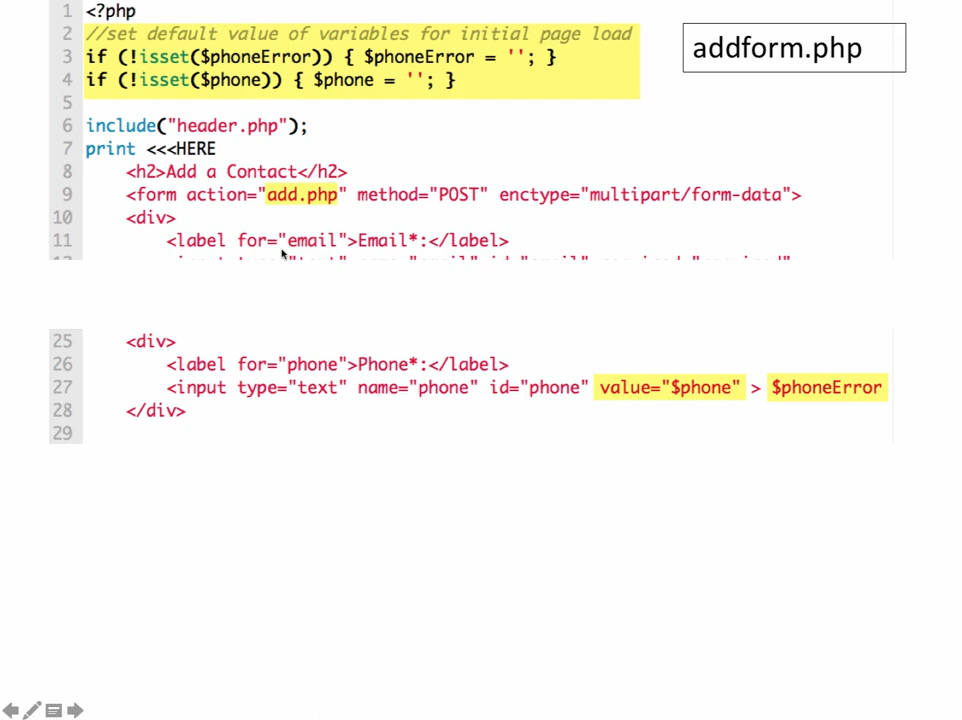 1 <?php
addform.php
2 //set default value of variables for initial page load
3 if (!isset($phoneError)) { $phoneError = ''; }
4 if (!isset($phone)) { $phone = ''; }
5
6 include("header.php");
7 print <<<HERE
8 <h2>Add a Contact</h2>
9 <form action="add.php" method="POST" enctype="multipart/form-data">
10 <div>
11 <label for="email">Email*:</label>
25 <div>
26 <label for="phone">Phone*:</label>
27 <input type="text" name="phone" id="phone" value="$phone" > $phoneError
28 </div>
29